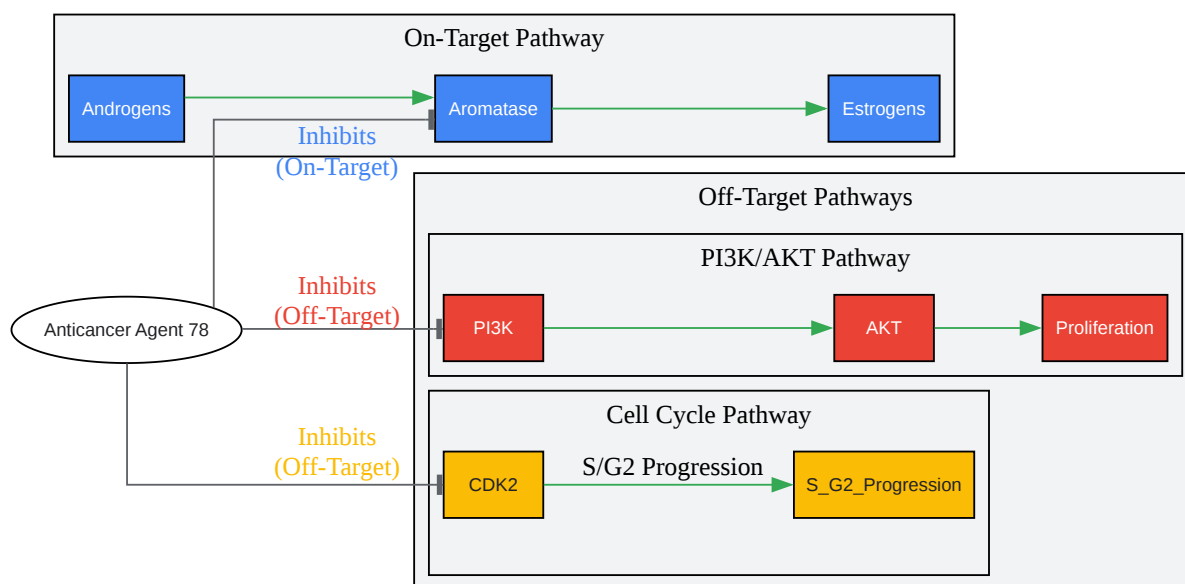 On-Target Pathway
Androgens
Aromatase
Estrogens
Inhibits
(On-Target)
Off-Target Pathways
PI3K/AKT Pathway
Inhibits
(Off-Target)
Anticancer Agent 78
PI3K
AKT
Proliferation
Cell Cycle Pathway
Inhibits
(Off-Target)
CDK2
S/G2 Progression
S_G2_Progression